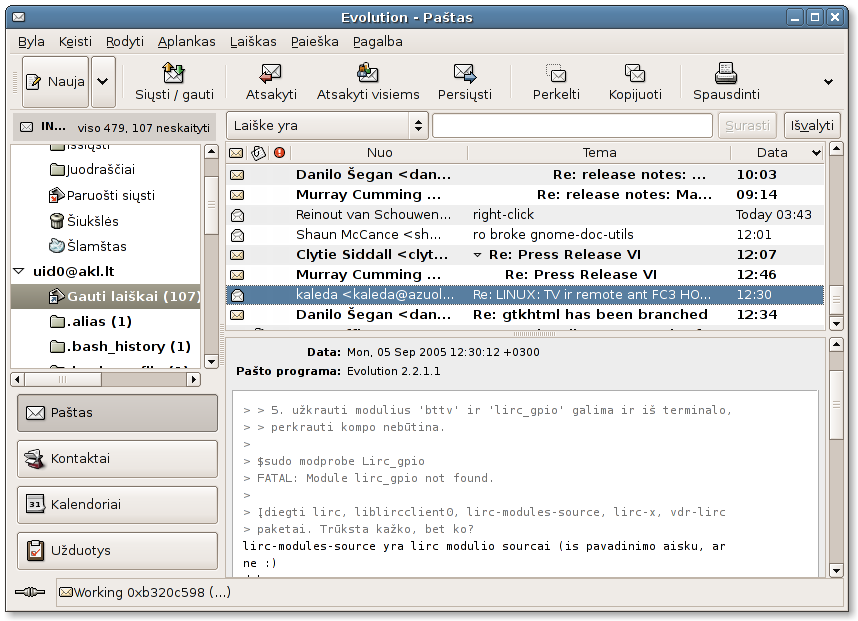 Evolution - Paštas
Byla Keisti Rodyti Aplankas Laiškas Paieška Pagalba
Nauja Siųsti / gauti Atsakyti Atsakyti visiems Persiųsti Perkelti Kopijuoti Spausdinti
IN... viso 479, 107 neskaityti
Laiške yra Surasti Išvalyti
Išsiųsti
Juodraščiai
Paruošti siųsti
Šiukšlės
Šlamštas
uid0@akl.lt
Gauti laiškai (107)
.alias (1)
.bash_history (1)
Paštas
Kontaktai
31 Kalendoriai
Užduotys
Nuo Tema Data
Danilo Šegan <dan... Re: release notes: ... 10:03
Murray Cumming ... Re: release notes: Ma... 09:14
Reinout van Schouwen... right-click Today 03:43
Shaun McCance <sh... ro broke gnome-doc-utils 12:01
Clytie Siddall <clyt... Re: Press Release VI 12:07
Murray Cumming ... Re: Press Release VI 12:46
kaleda <kaleda@azuol... Re: LINUX: TV ir remote ant FC3 HO... 12:30
Danilo Šegan <dan... Re: gtkhtml has been branched 12:34
Data: Mon, 05 Sep 2005 12:30:12 +0300
Pašto programa: Evolution 2.2.1.1
> > 5. užkrauti modulius 'bttv' ir 'lirc_gpio' galima ir iš terminalo,
> > perkrauti kompo nebūtina.
>
> $sudo modprobe Lirc_gpio
> FATAL: Module lirc_gpio not found.
>
> Įdiegti lirc, liblircclient0, lirc-modules-source, lirc-x, vdr-lirc
> paketai. Trūksta kažko, bet ko?
lirc-modules-source yra lirc modulio sourcai (is pavadinimo aisku, ar
ne :)
Working 0xb320c598 (...)